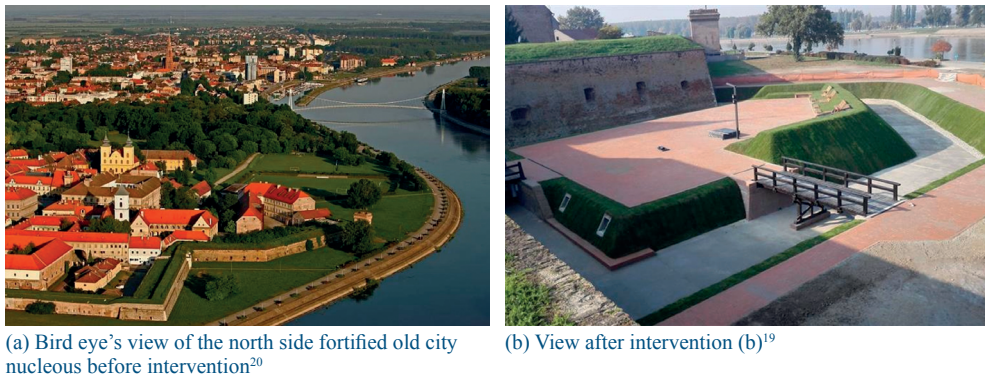 (a) Bird eye’s view of the north side fortified old city
nucleous before intervention20
(b) View after intervention (b)19